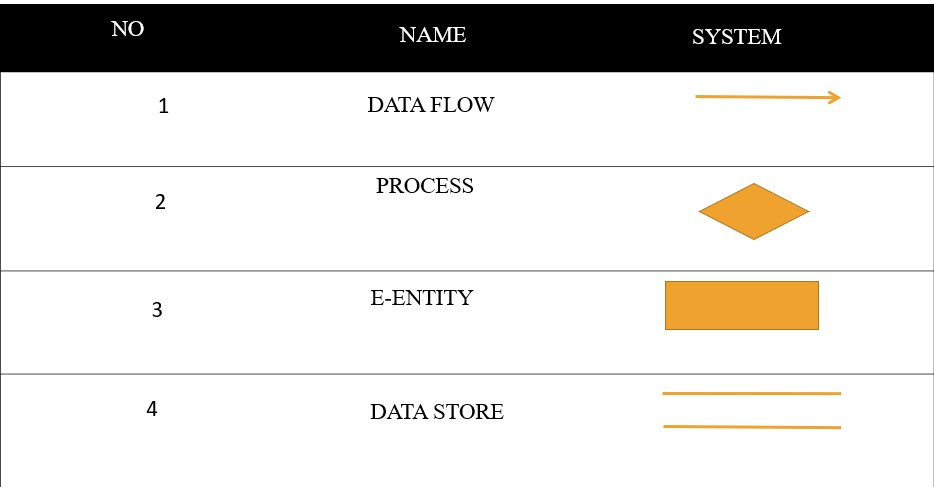 NO NAME SYSTEM
1 DATA FLOW
2 PROCESS
3 E-ENTITY
4 DATA STORE